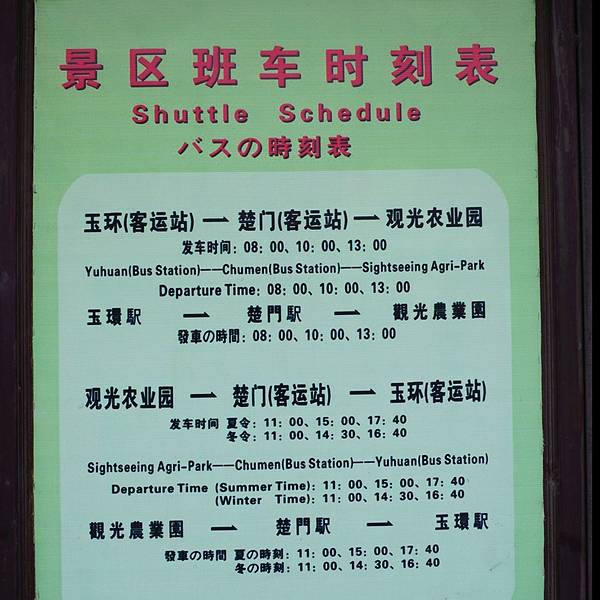 景区班车时刻表
Shuttle Schedule
バスの時刻表
玉环(客运站) — 楚门(客运站) — 观光农业园
发车时间: 08: 00、10: 00、13: 00
Yuhuan(Bus Station)——Chumen(Bus Station)——Sightseeing Agri-Park
Departure Time: 08: 00、10: 00、13: 00
玉環駅 — 楚門駅 — 観光農業園
發車の時間: 08: 00、10: 00、13: 00
观光农业园 — 楚门(客运站) — 玉环(客运站)
发车时间 夏令: 11: 00、15: 00、17: 40
冬令: 11: 00、14: 30、16: 40
Sightseeing Agri-Park——Chumen(Bus Station)——Yuhuan(Bus Station)
Departure Time (Summer Time): 11: 00、15: 00、17: 40
(Winter Time): 11: 00、14: 30、16: 40
觀光農業園 — 楚門駅 — 玉環駅
發車の時間 夏の時刻: 11: 00、15: 00、17: 40
冬の時刻: 11: 00、14: 30、16: 40